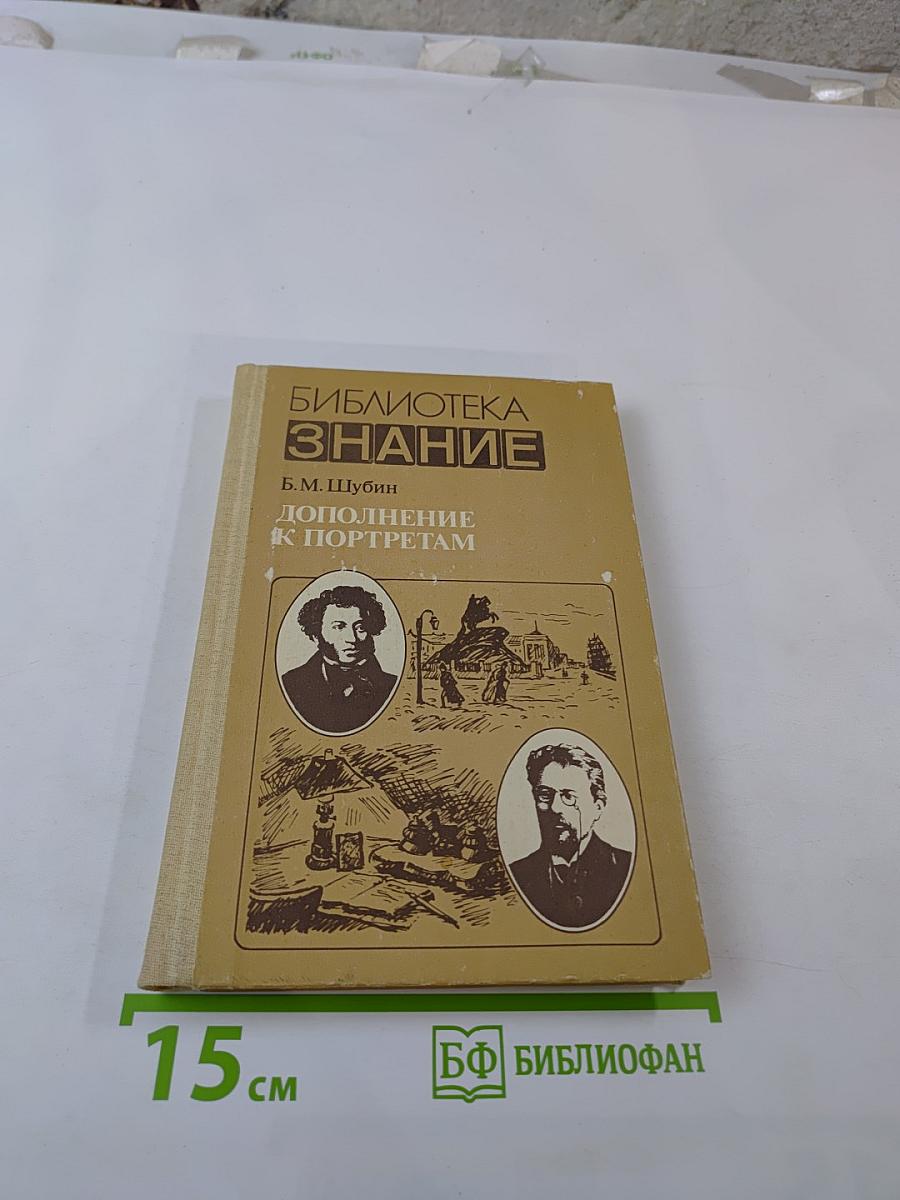 БИБЛИОТЕКА
ЗНАНИЕ
Б. М. Шубин
ДОПОЛНЕНИЕ
К ПОРТРЕТАМ
15 см
БФ БИБЛИОФАН